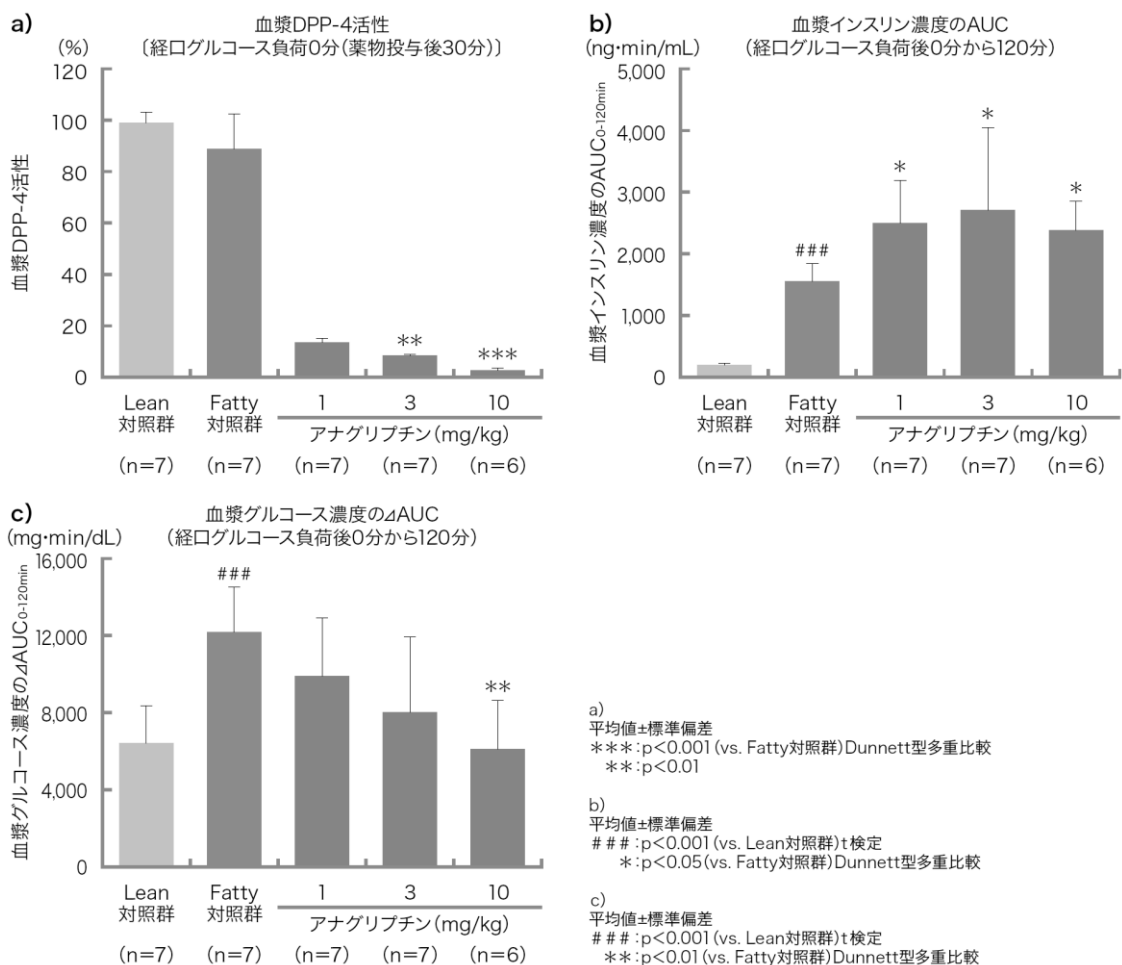 a)
血漿DPP-4活性
〔経口グルコース負荷0分(薬物投与後30分)〕
(%)
120
100
80
60
40
20
0
血漿DPP-4活性
**
***
Lean
対照群
Fatty
対照群
1
3
10
アナグリプチン(mg/kg)
(n=7)
(n=7)
(n=7)
(n=7)
(n=6)
b)
血漿インスリン濃度のAUC
(経口グルコース負荷後0分から120分)
(ng・min/mL)
5,000
4,000
3,000
2,000
1,000
0
血漿インスリン濃度のAUC0-120min
###
*
*
*
Lean
対照群
Fatty
対照群
1
3
10
アナグリプチン(mg/kg)
(n=7)
(n=7)
(n=7)
(n=7)
(n=6)
c)
血漿グルコース濃度の⊿AUC
(経口グルコース負荷後0分から120分)
(mg・min/dL)
16,000
12,000
8,000
4,000
0
血漿グルコース濃度の⊿AUC0-120min
###
**
Lean
対照群
Fatty
対照群
1
3
10
アナグリプチン(mg/kg)
(n=7)
(n=7)
(n=7)
(n=7)
(n=6)
a)
平均値±標準偏差
***:p<0.001(vs. Fatty対照群)Dunnett型多重比較
**:p<0.01
b)
平均値±標準偏差
###:p<0.001(vs. Lean対照群)t検定
*:p<0.05(vs. Fatty対照群)Dunnett型多重比較
c)
平均値±標準偏差
###:p<0.001(vs. Lean対照群)t検定
**:p<0.01(vs. Fatty対照群)Dunnett型多重比較